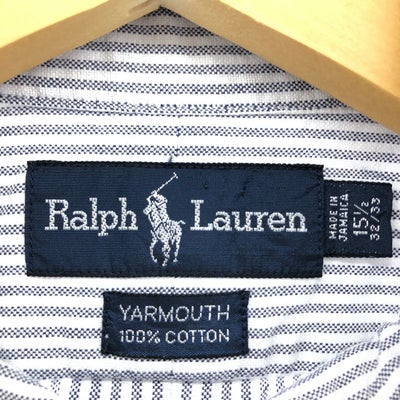 Ralph Lauren
MADE IN
JAMAICA
15½
32/33
YARMOUTH
100% COTTON